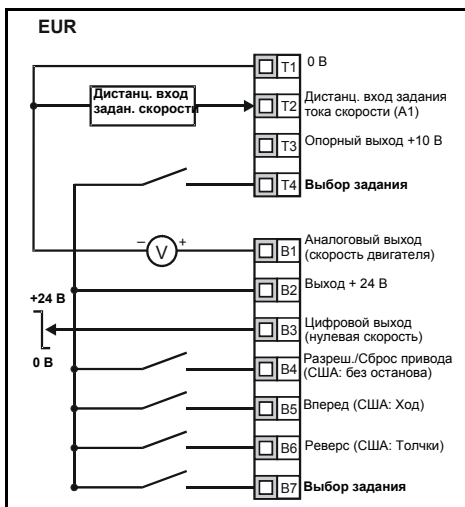 EUR
T1
0 В
Дистанц. вход
задан. скорости
T2
Дистанц. вход задания
тока скорости (A1)
T3
Опорный выход +10 В
T4
Выбор задания
– V +
B1
Аналоговый выход
(скорость двигателя)
B2
Выход + 24 В
+24 В
0 В
B3
Цифровой выход
(нулевая скорость)
B4
Разреш./Сброс привода
(США: без останова)
B5
Вперед (США: Ход)
B6
Реверс (США: Толчки)
B7
Выбор задания